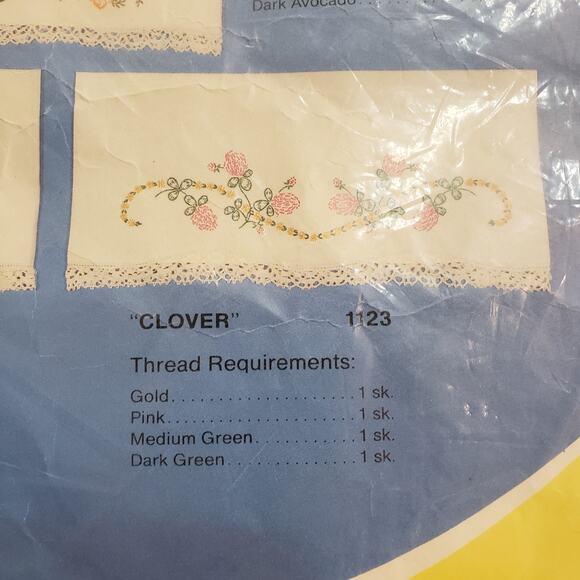 Dark Avocado . . . . . . . .
"CLOVER" 1123
Thread Requirements:
Gold. . . . . . . . . . . . . . . . . . . . . 1 sk.
Pink. . . . . . . . . . . . . . . . . . . . . 1 sk.
Medium Green. . . . . . . . . . . 1 sk.
Dark Green. . . . . . . . . . . . . . 1 sk.